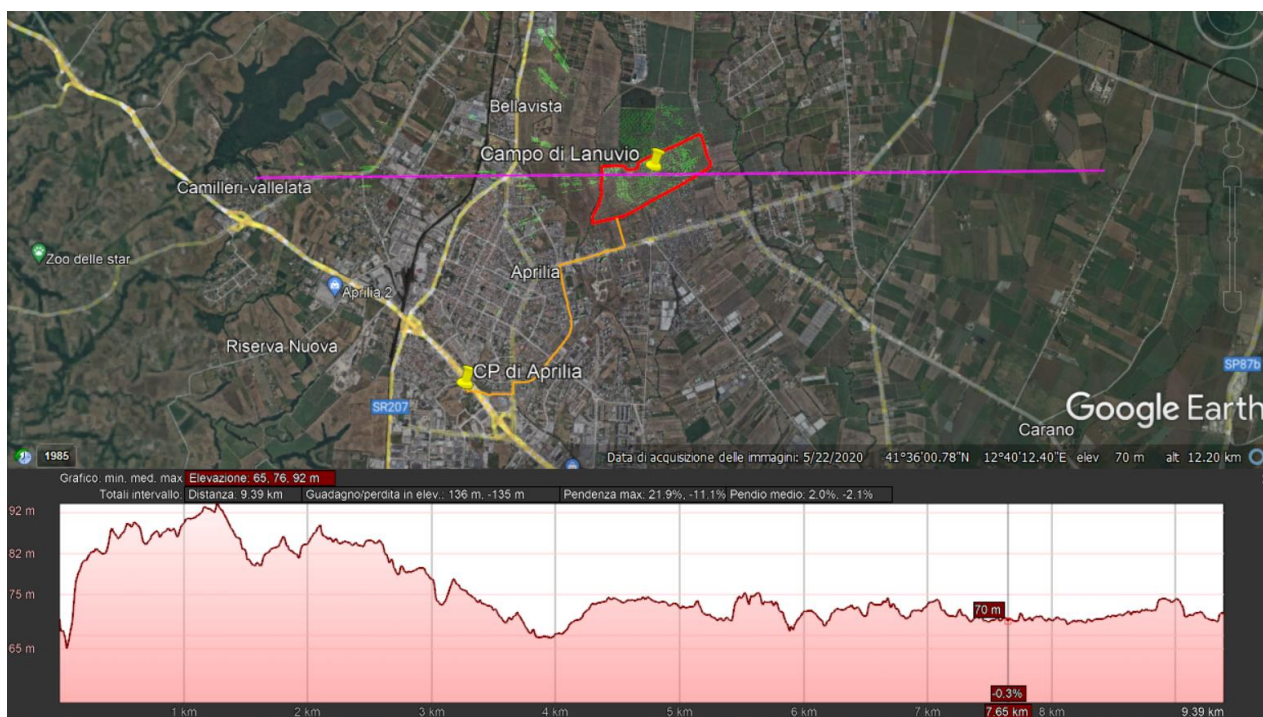 Bellavista
Campo di Lanuvio
Camilleri-vallelata
Zoo delle star
Aprilia
Aprilia 2
Riserva Nuova
CP di Aprilia
SP87b
SR207
Google Earth
Carano
1985
Data di acquisizione delle immagini: 5/22/2020 41°36'00.78"N 12°40'12.40"E elev 70 m alt 12.20 km
Grafico: min. med. max Elevazione: 65, 76, 92 m
Totali intervallo: Distanza: 9.39 km Guadagno/perdita in elev.: 136 m, -135 m Pendenza max: 21.9%, -11.1% Pendio medio: 2.0%, -2.1%
92 m
82 m
75 m
70 m
65 m
-0.3%
1 km 2 km 3 km 4 km 5 km 6 km 7 km 7.65 km 8 km 9.39 km